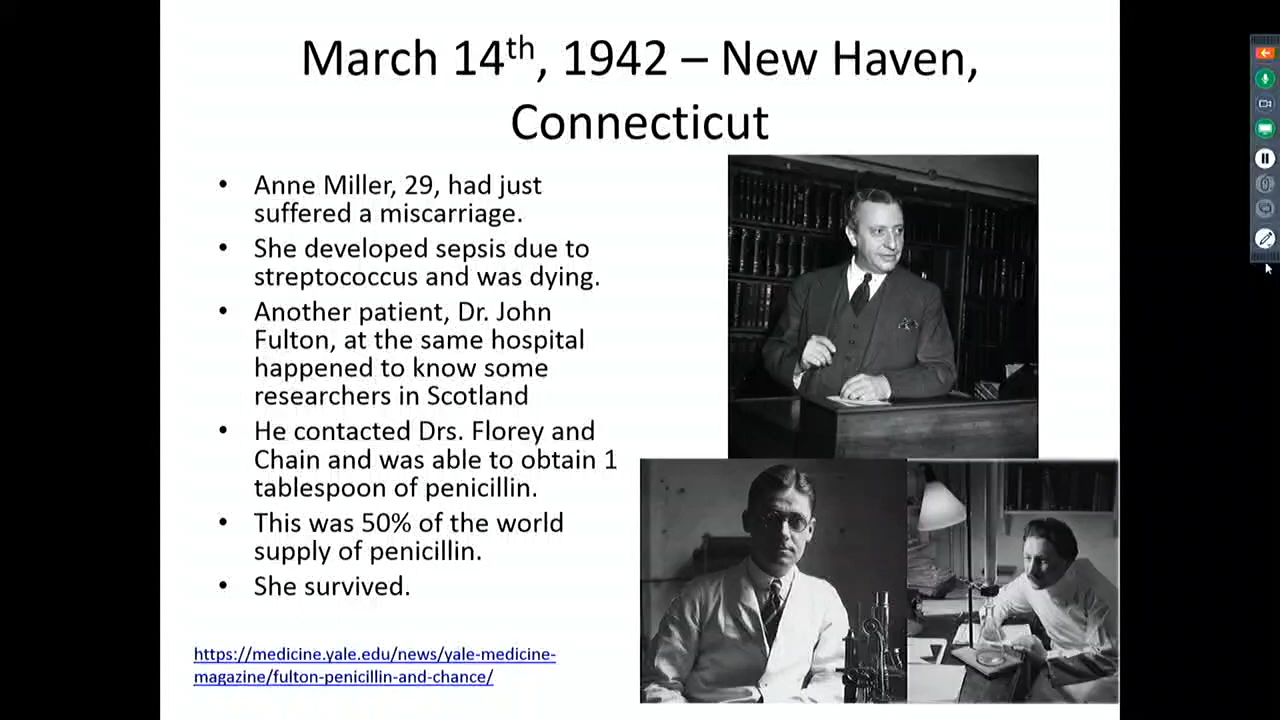 March 14th, 1942 – New Haven,
Connecticut
• Anne Miller, 29, had just
suffered a miscarriage.
• She developed sepsis due to
streptococcus and was dying.
• Another patient, Dr. John
Fulton, at the same hospital
happened to know some
researchers in Scotland
• He contacted Drs. Florey and
Chain and was able to obtain 1
tablespoon of penicillin.
• This was 50% of the world
supply of penicillin.
• She survived.
https://medicine.yale.edu/news/yale-medicine-
magazine/fulton-penicillin-and-chance/